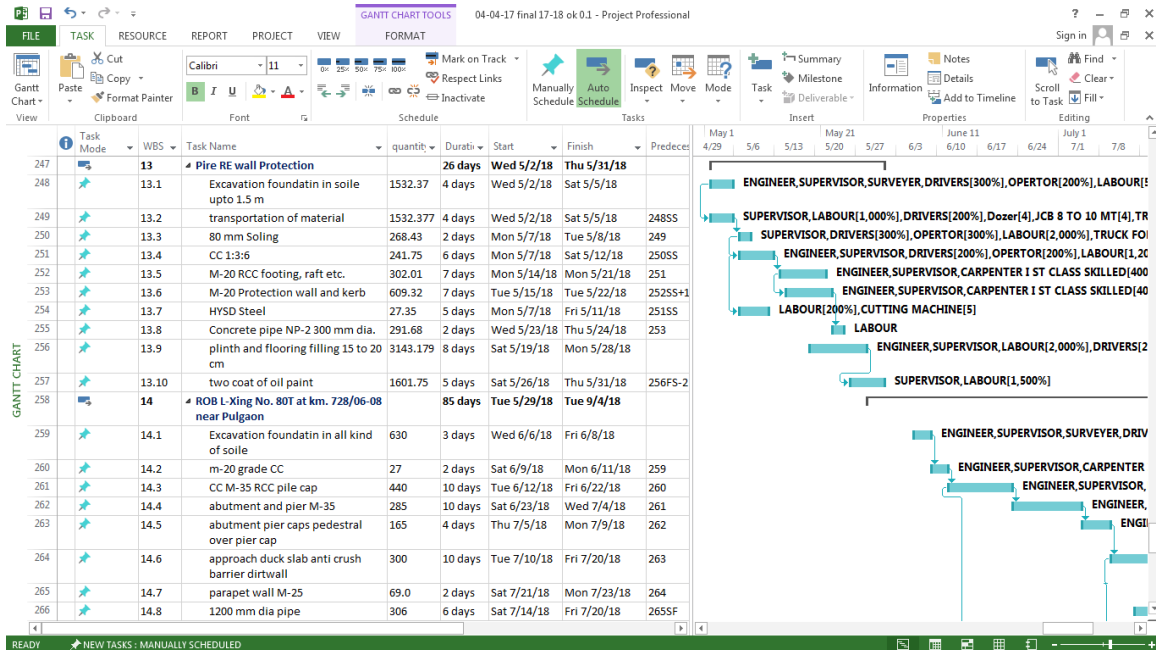 GANTT CHART TOOLS
04-04-17 final 17-18 ok 0.1 - Project Professional
FILE TASK RESOURCE REPORT PROJECT VIEW FORMAT Sign in
Gantt Chart
View
Paste
Cut
Copy
Format Painter
Clipboard
Calibri 11
B I U A
Font
0% 25% 50% 75% 100%
Mark on Track
Respect Links
Inactivate
Schedule
Manually Schedule
Auto Schedule
Inspect Move Mode
Tasks
Task
Summary
Milestone
Deliverable
Insert
Information
Notes
Details
Add to Timeline
Properties
Scroll to Task
Find
Clear
Fill
Editing
Task Mode WBS Task Name quantity Durati Start Finish Predeces
May 1 May 21 June 11 July 1
4/29 5/6 5/13 5/20 5/27 6/3 6/10 6/17 6/24 7/1 7/8
GANTT CHART
247 13 Pire RE wall Protection 26 days Wed 5/2/18 Thu 5/31/18
248 13.1 Excavation foundatin in soile upto 1.5 m 1532.37 4 days Wed 5/2/18 Sat 5/5/18 ENGINEER,SUPERVISOR,SURVEYER,DRIVERS[300%],OPERTOR[200%],LABOUR[5
249 13.2 transportation of material 1532.377 4 days Wed 5/2/18 Sat 5/5/18 248SS SUPERVISOR,LABOUR[1,000%],DRIVERS[200%],Dozer[4],JCB 8 TO 10 MT[4],TR
250 13.3 80 mm Soling 268.43 2 days Mon 5/7/18 Tue 5/8/18 249 SUPERVISOR,DRIVERS[300%],OPERTOR[300%],LABOUR[2,000%],TRUCK FO
251 13.4 CC 1:3:6 241.75 6 days Mon 5/7/18 Sat 5/12/18 250SS ENGINEER,SUPERVISOR,DRIVERS[200%],OPERTOR[200%],LABOUR[1,20
252 13.5 M-20 RCC footing, raft etc. 302.01 7 days Mon 5/14/18 Mon 5/21/18 251 ENGINEER,SUPERVISOR,CARPENTER I ST CLASS SKILLED[400
253 13.6 M-20 Protection wall and kerb 609.32 7 days Tue 5/15/18 Tue 5/22/18 252SS+1 ENGINEER,SUPERVISOR,CARPENTER I ST CLASS SKILLED[40
254 13.7 HYSD Steel 27.35 5 days Mon 5/7/18 Fri 5/11/18 251SS LABOUR[200%],CUTTING MACHINE[5]
255 13.8 Concrete pipe NP-2 300 mm dia. 291.68 2 days Wed 5/23/18 Thu 5/24/18 253 LABOUR
256 13.9 plinth and flooring filling 15 to 20 cm 3143.179 8 days Sat 5/19/18 Mon 5/28/18 ENGINEER,SUPERVISOR,LABOUR[2,000%],DRIVERS[2
257 13.10 two coat of oil paint 1601.75 5 days Sat 5/26/18 Thu 5/31/18 256FS-2 SUPERVISOR,LABOUR[1,500%]
258 14 ROB L-Xing No. 80T at km. 728/06-08 near Pulgaon 85 days Tue 5/29/18 Tue 9/4/18
259 14.1 Excavation foundatin in all kind of soile 630 3 days Wed 6/6/18 Fri 6/8/18 ENGINEER,SUPERVISOR,SURVEYER,DRIV
260 14.2 m-20 grade CC 27 2 days Sat 6/9/18 Mon 6/11/18 259 ENGINEER,SUPERVISOR,CARPENTER
261 14.3 CC M-35 RCC pile cap 440 10 days Tue 6/12/18 Fri 6/22/18 260 ENGINEER,SUPERVISOR,
262 14.4 abutment and pier M-35 285 10 days Sat 6/23/18 Wed 7/4/18 261 ENGINEER,
263 14.5 abutment pier caps pedestral over pier cap 165 4 days Thu 7/5/18 Mon 7/9/18 262 ENGI
264 14.6 approach duck slab anti crush barrier dirtwall 300 10 days Tue 7/10/18 Fri 7/20/18 263
265 14.7 parapet wall M-25 69.0 2 days Sat 7/21/18 Mon 7/23/18 264
266 14.8 1200 mm dia pipe 306 6 days Sat 7/14/18 Fri 7/20/18 265SF
READY NEW TASKS : MANUALLY SCHEDULED